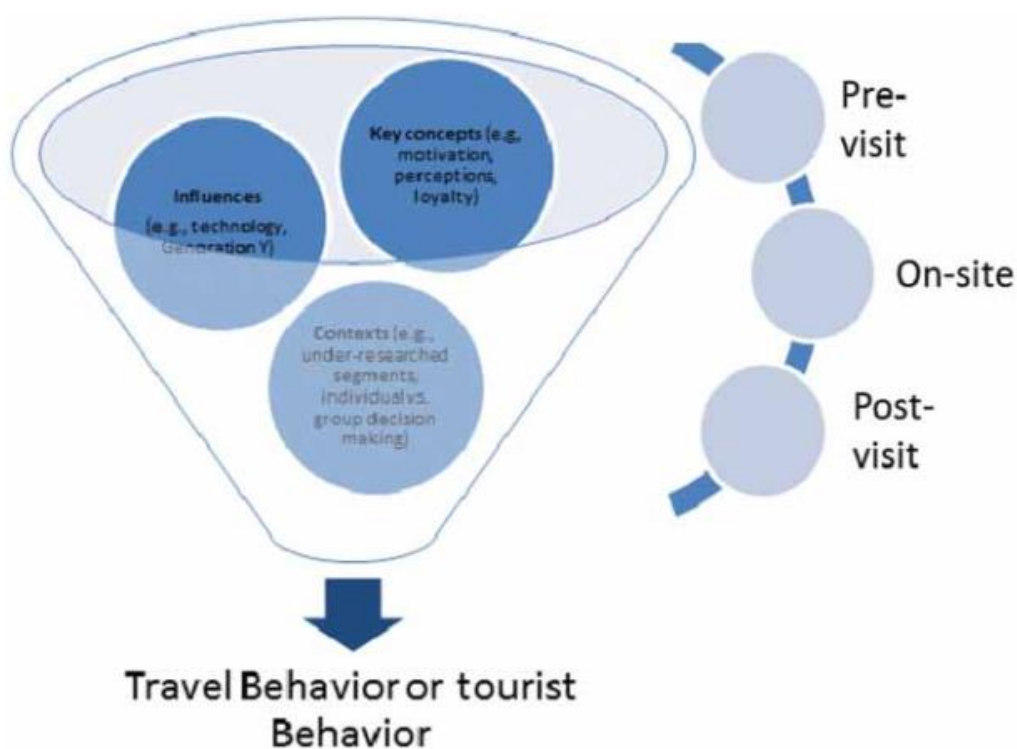 Key concepts (e.g.,
motivation,
perceptions,
loyalty)
Influences
(e.g., technology,
Generation Y)
Contexts (e.g.,
under-researched
segments,
individual vs.
group decision
making)
Pre-
visit
On-site
Post-
visit
Travel Behavior or tourist
Behavior